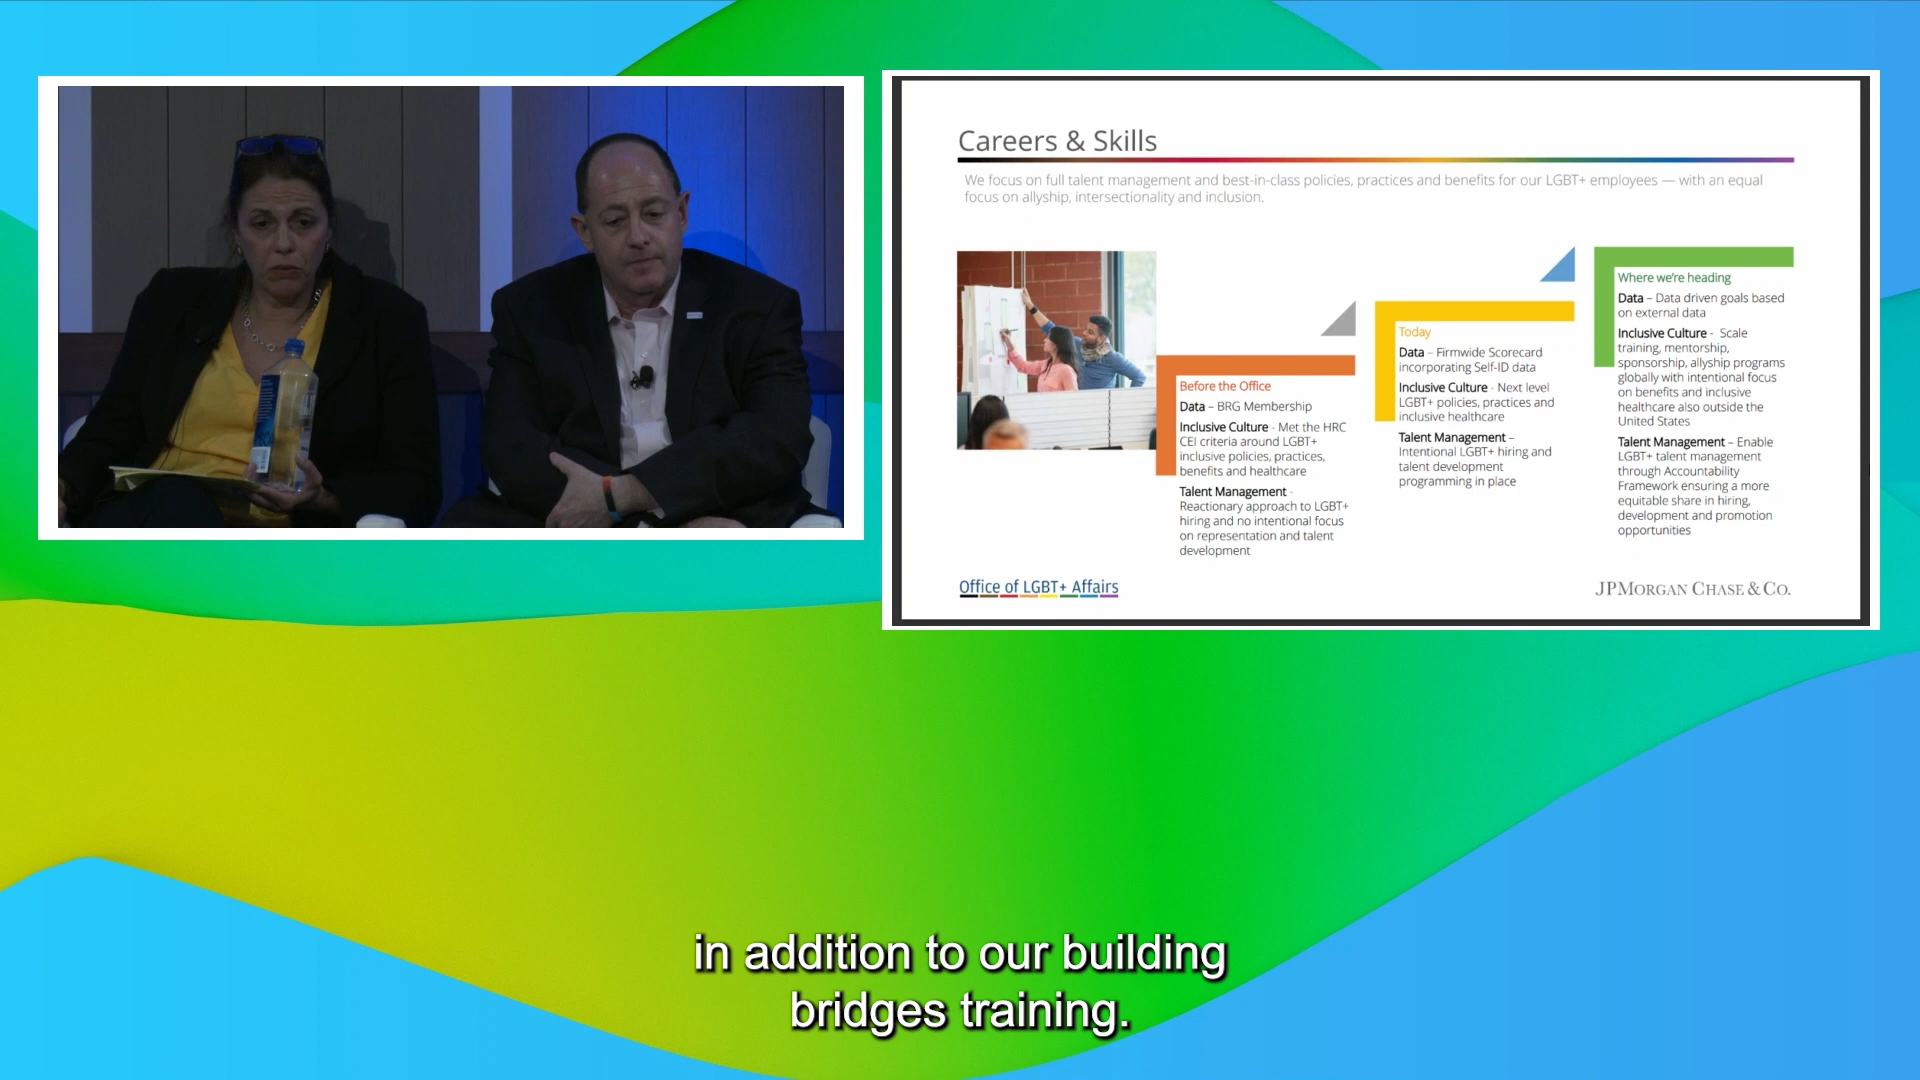 Careers & Skills
We focus on full talent management and best-in-class policies, practices and benefits for our LGBT+ employees — with an equal
focus on allyship, intersectionality and inclusion.
Before the Office
Data – BRG Membership
Inclusive Culture - Met the HRC
CEI criteria around LGBT+
inclusive policies, practices,
benefits and healthcare
Talent Management -
Reactionary approach to LGBT+
hiring and no intentional focus
on representation and talent
development
Today
Data – Firmwide Scorecard
incorporating Self-ID data
Inclusive Culture - Next level
LGBT+ policies, practices and
inclusive healthcare
Talent Management –
Intentional LGBT+ hiring and
talent development
programming in place
Where we're heading
Data – Data driven goals based
on external data
Inclusive Culture - Scale
training, mentorship,
sponsorship, allyship programs
globally with intentional focus
on benefits and inclusive
healthcare also outside the
United States
Talent Management – Enable
LGBT+ talent management
through Accountability
Framework ensuring a more
equitable share in hiring,
development and promotion
opportunities
Office of LGBT+ Affairs
JPMORGAN CHASE & CO.
in addition to our building
bridges training.